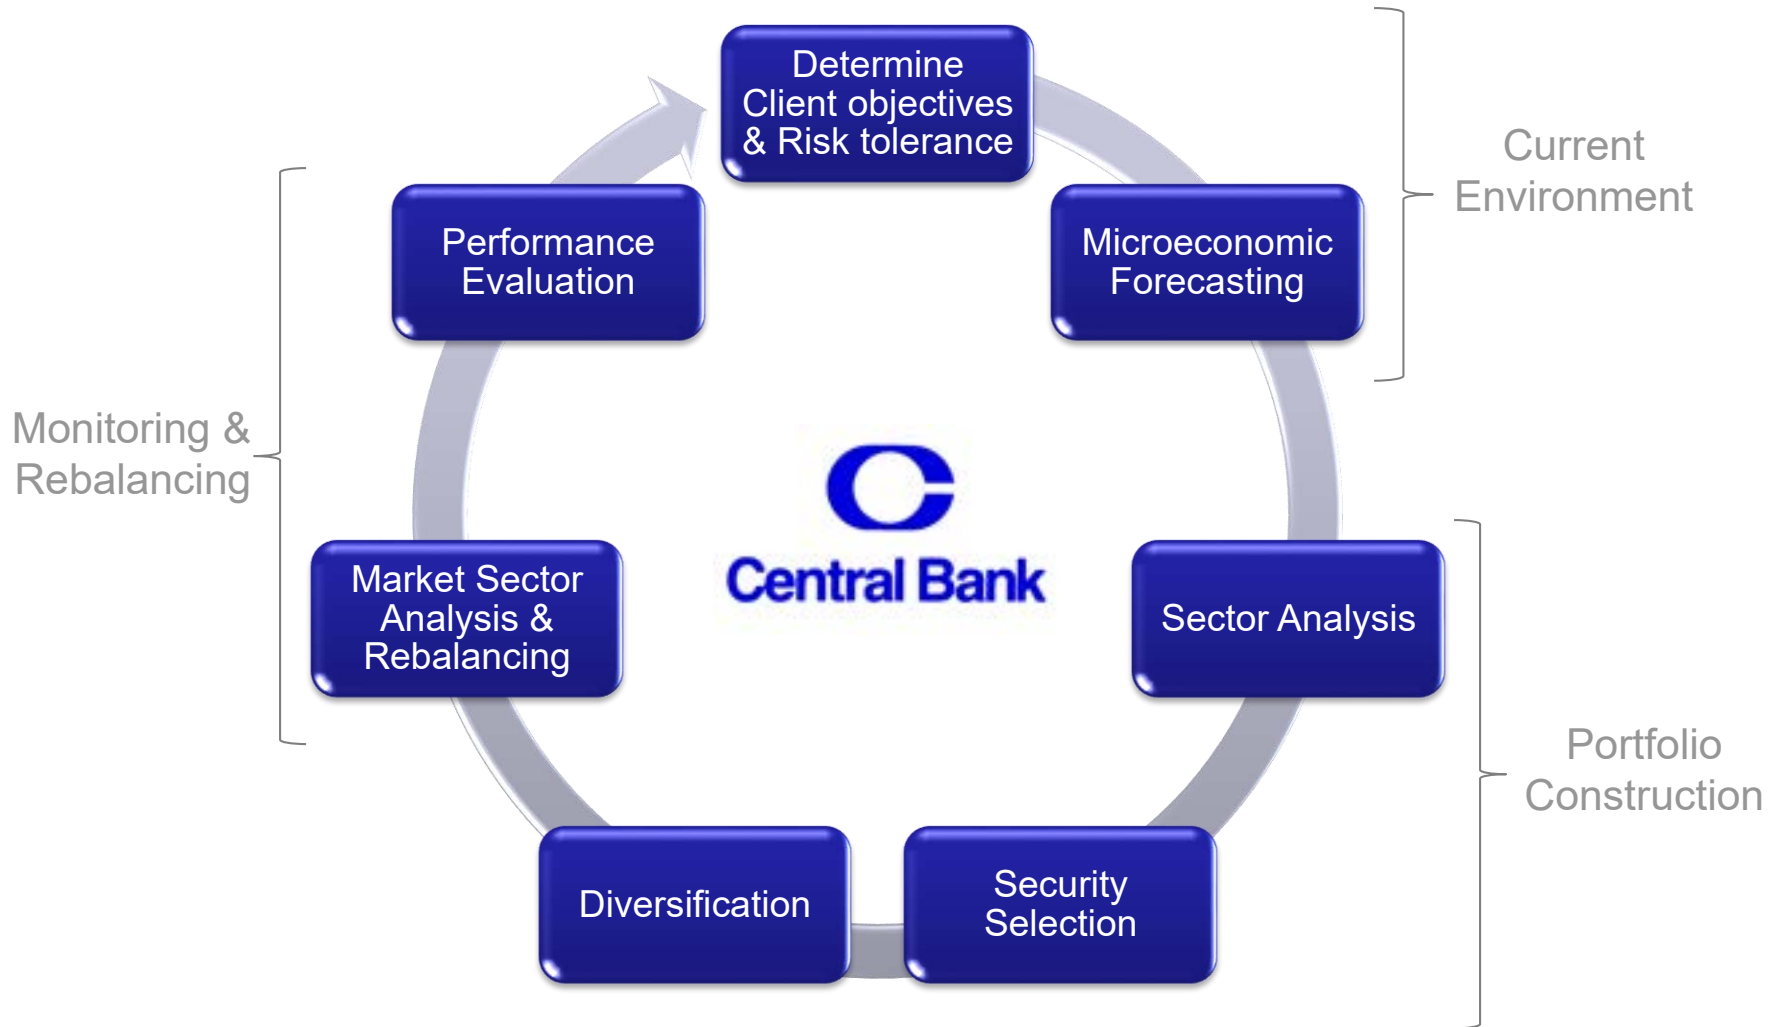 Determine
Client objectives
& Risk tolerance
Current
Environment
Microeconomic
Forecasting
Performance
Evaluation
Monitoring &
Rebalancing
Central Bank
Market Sector
Analysis &
Rebalancing
Sector Analysis
Portfolio
Construction
Security
Selection
Diversification